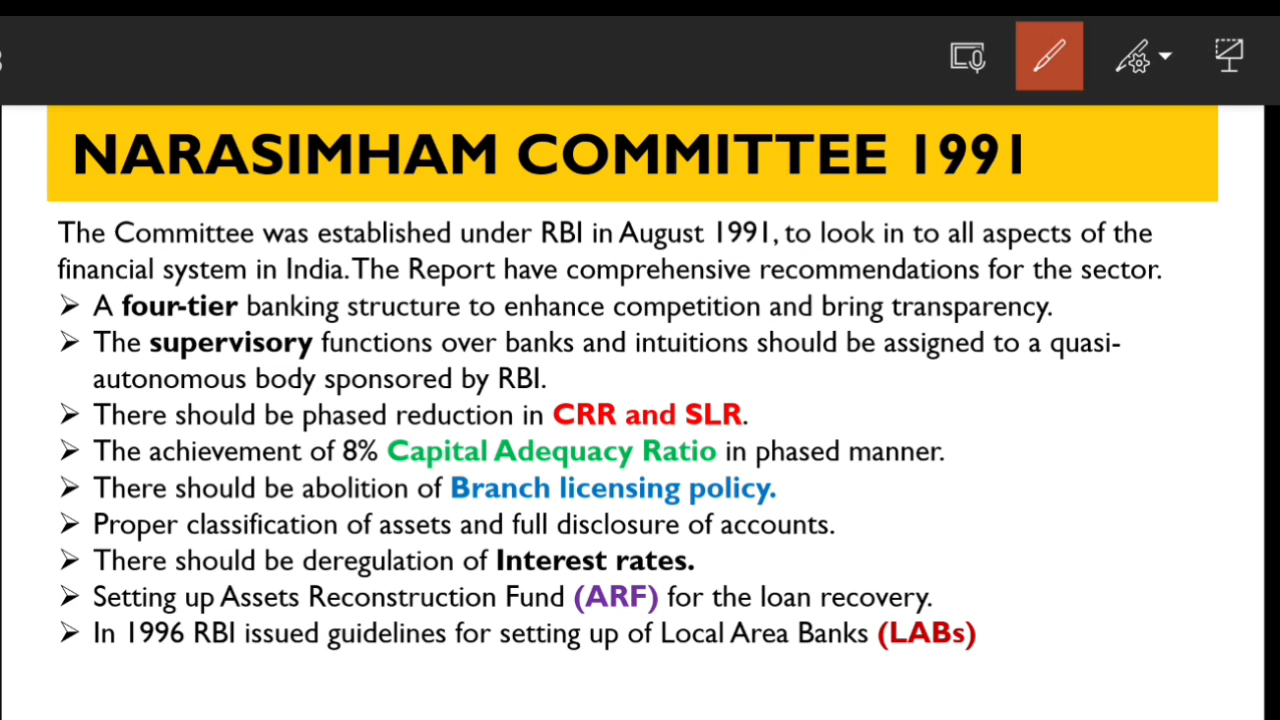 NARASIMHAM COMMITTEE 1991
The Committee was established under RBI in August 1991, to look in to all aspects of the
financial system in India. The Report have comprehensive recommendations for the sector.
➢ A four-tier banking structure to enhance competition and bring transparency.
➢ The supervisory functions over banks and intuitions should be assigned to a quasi-
autonomous body sponsored by RBI.
➢ There should be phased reduction in CRR and SLR.
➢ The achievement of 8% Capital Adequacy Ratio in phased manner.
➢ There should be abolition of Branch licensing policy.
➢ Proper classification of assets and full disclosure of accounts.
➢ There should be deregulation of Interest rates.
➢ Setting up Assets Reconstruction Fund (ARF) for the loan recovery.
➢ In 1996 RBI issued guidelines for setting up of Local Area Banks (LABs)